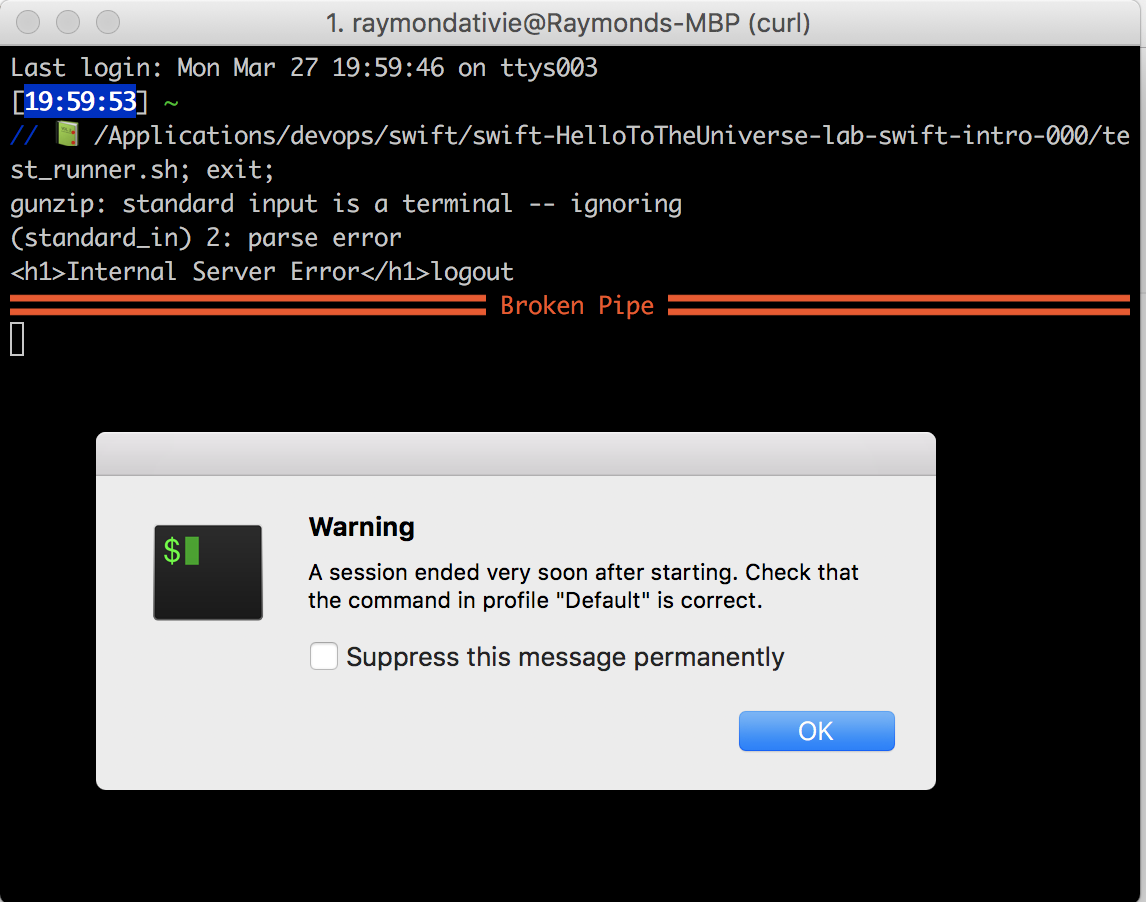 1. raymondativie@Raymonds-MBP (curl)
Last login: Mon Mar 27 19:59:46 on ttys003
[19:59:53] ~
// 📗 /Applications/devops/swift/swift-HelloToTheUniverse-lab-swift-intro-000/te
st_runner.sh; exit;
gunzip: standard input is a terminal -- ignoring
(standard_in) 2: parse error
<h1>Internal Server Error</h1>logout
Broken Pipe
$
Warning
A session ended very soon after starting. Check that
the command in profile "Default" is correct.
Suppress this message permanently
OK